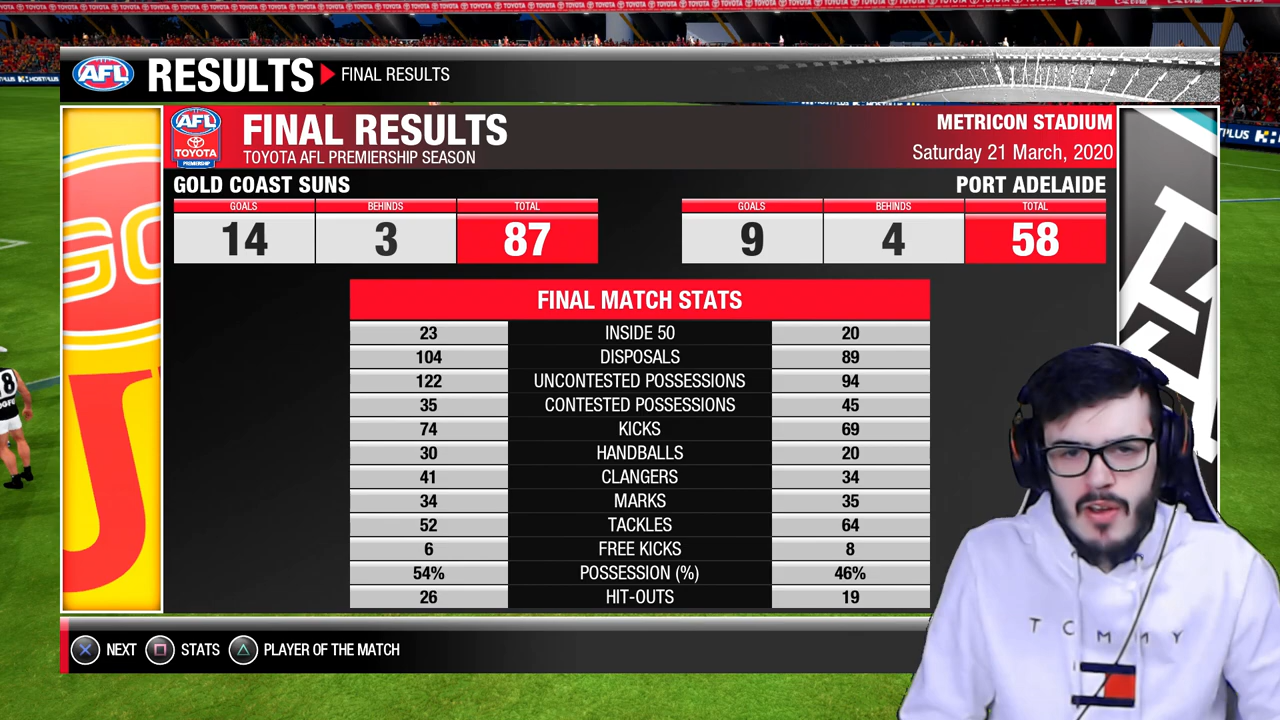 AFL RESULTS FINAL RESULTS
AFL TOYOTA PREMIERSHIP
FINAL RESULTS
TOYOTA AFL PREMIERSHIP SEASON
METRICON STADIUM
Saturday 21 March, 2020
GOLD COAST SUNS
PORT ADELAIDE
GOALS BEHINDS TOTAL GOALS BEHINDS TOTAL
14 3 87 9 4 58
FINAL MATCH STATS
23 INSIDE 50 20
104 DISPOSALS 89
122 UNCONTESTED POSSESSIONS 94
35 CONTESTED POSSESSIONS 45
74 KICKS 69
30 HANDBALLS 20
41 CLANGERS 34
34 MARKS 35
52 TACKLES 64
6 FREE KICKS 8
54% POSSESSION (%) 46%
26 HIT-OUTS 19
NEXT STATS PLAYER OF THE MATCH
TOMMY